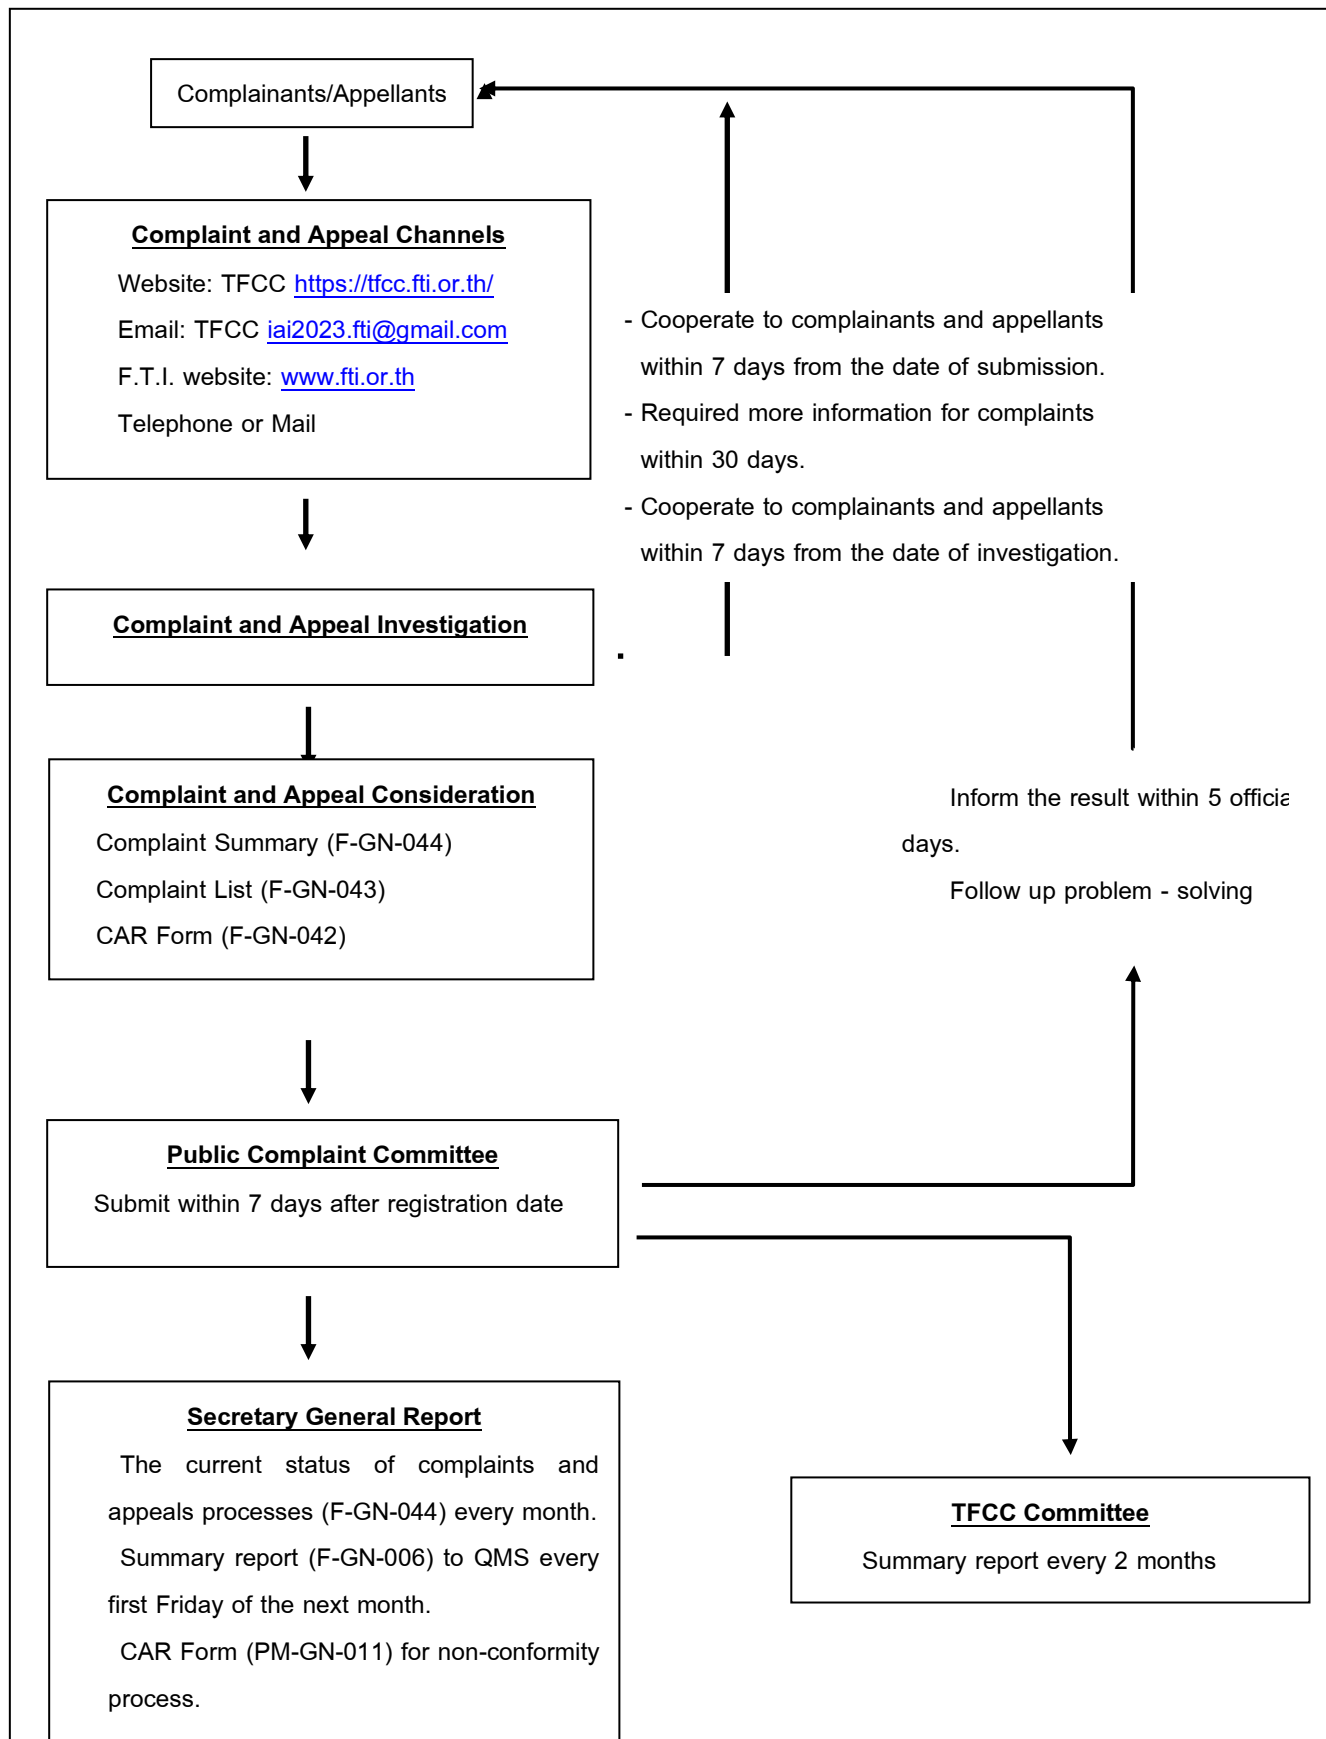 Complainants/Appellants
Complaint and Appeal Channels
Website: TFCC https://tfcc.fti.or.th/
Email: TFCC iai2023.fti@gmail.com
F.T.I. website: www.fti.or.th
Telephone or Mail
- Cooperate to complainants and appellants
within 7 days from the date of submission.
- Required more information for complaints
within 30 days.
- Cooperate to complainants and appellants
within 7 days from the date of investigation.
Complaint and Appeal Investigation
.
Complaint and Appeal Consideration
Complaint Summary (F-GN-044)
Complaint List (F-GN-043)
CAR Form (F-GN-042)
Inform the result within 5 officia
days.
Follow up problem - solving
Public Complaint Committee
Submit within 7 days after registration date
Secretary General Report
The current status of complaints and
appeals processes (F-GN-044) every month.
Summary report (F-GN-006) to QMS every
first Friday of the next month.
CAR Form (PM-GN-011) for non-conformity
process.
TFCC Committee
Summary report every 2 months